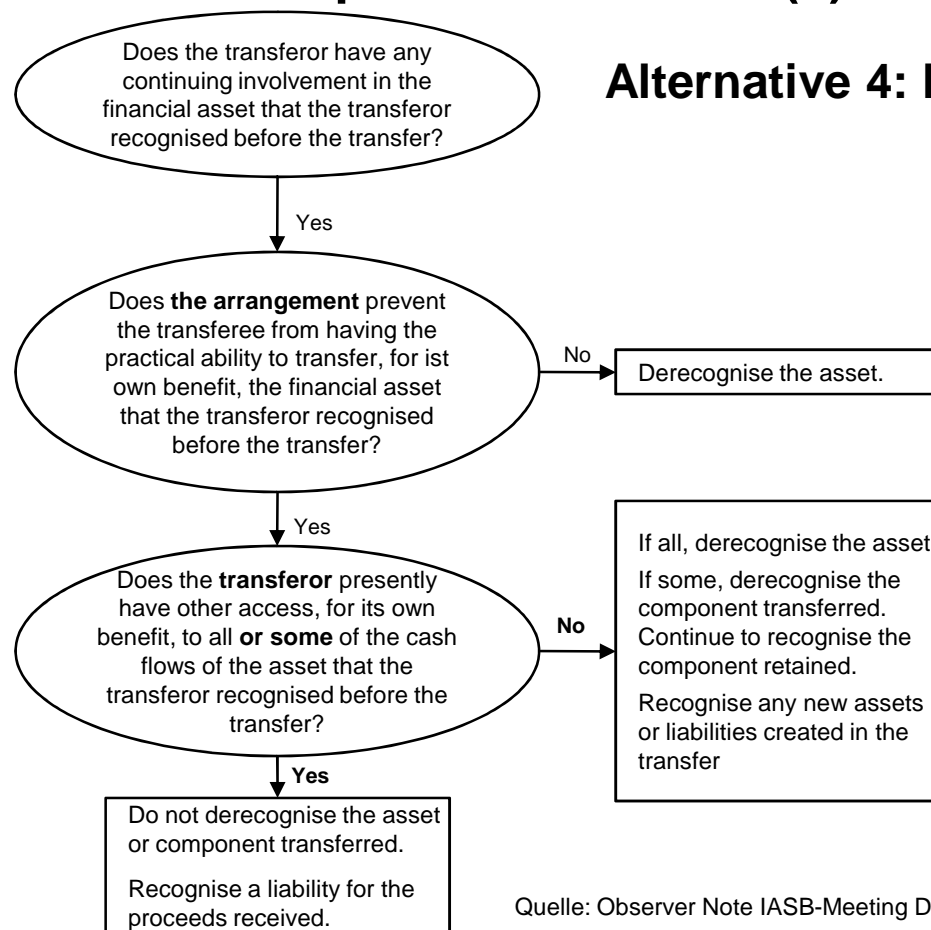 Alternative 4:
Does the transferor have any
continuing involvement in the
financial asset that the transferor
recognised before the transfer?
Yes
Does the arrangement prevent
the transferee from having the
practical ability to transfer, for ist
own benefit, the financial asset
that the transferor recognised
before the transfer?
No
Derecognise the asset.
Yes
Does the transferor presently
have other access, for its own
benefit, to all or some of the cash
flows of the asset that the
transferor recognised before the
transfer?
No
If all, derecognise the asset
If some, derecognise the
component transferred.
Continue to recognise the
component retained.
Recognise any new assets
or liabilities created in the
transfer
Yes
Do not derecognise the asset
or component transferred.
Recognise a liability for the
proceeds received.
Quelle: Observer Note IASB-Meeting